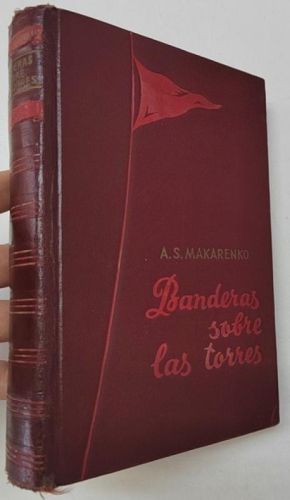 A.S. MAKARENKO
Banderas
sobre
las torres